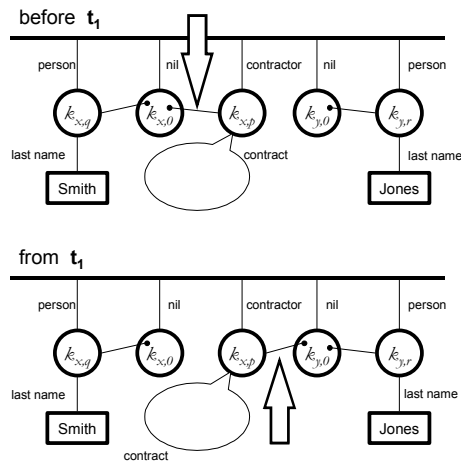 before t₁
person nil contractor nil person
kx,q kx,0 kx,p ky,0 ky,r
last name contract last name
Smith Jones
from t₁
person nil contractor nil person
kx,q kx,0 kx,p ky,0 ky,r
last name last name
Smith Jones
contract